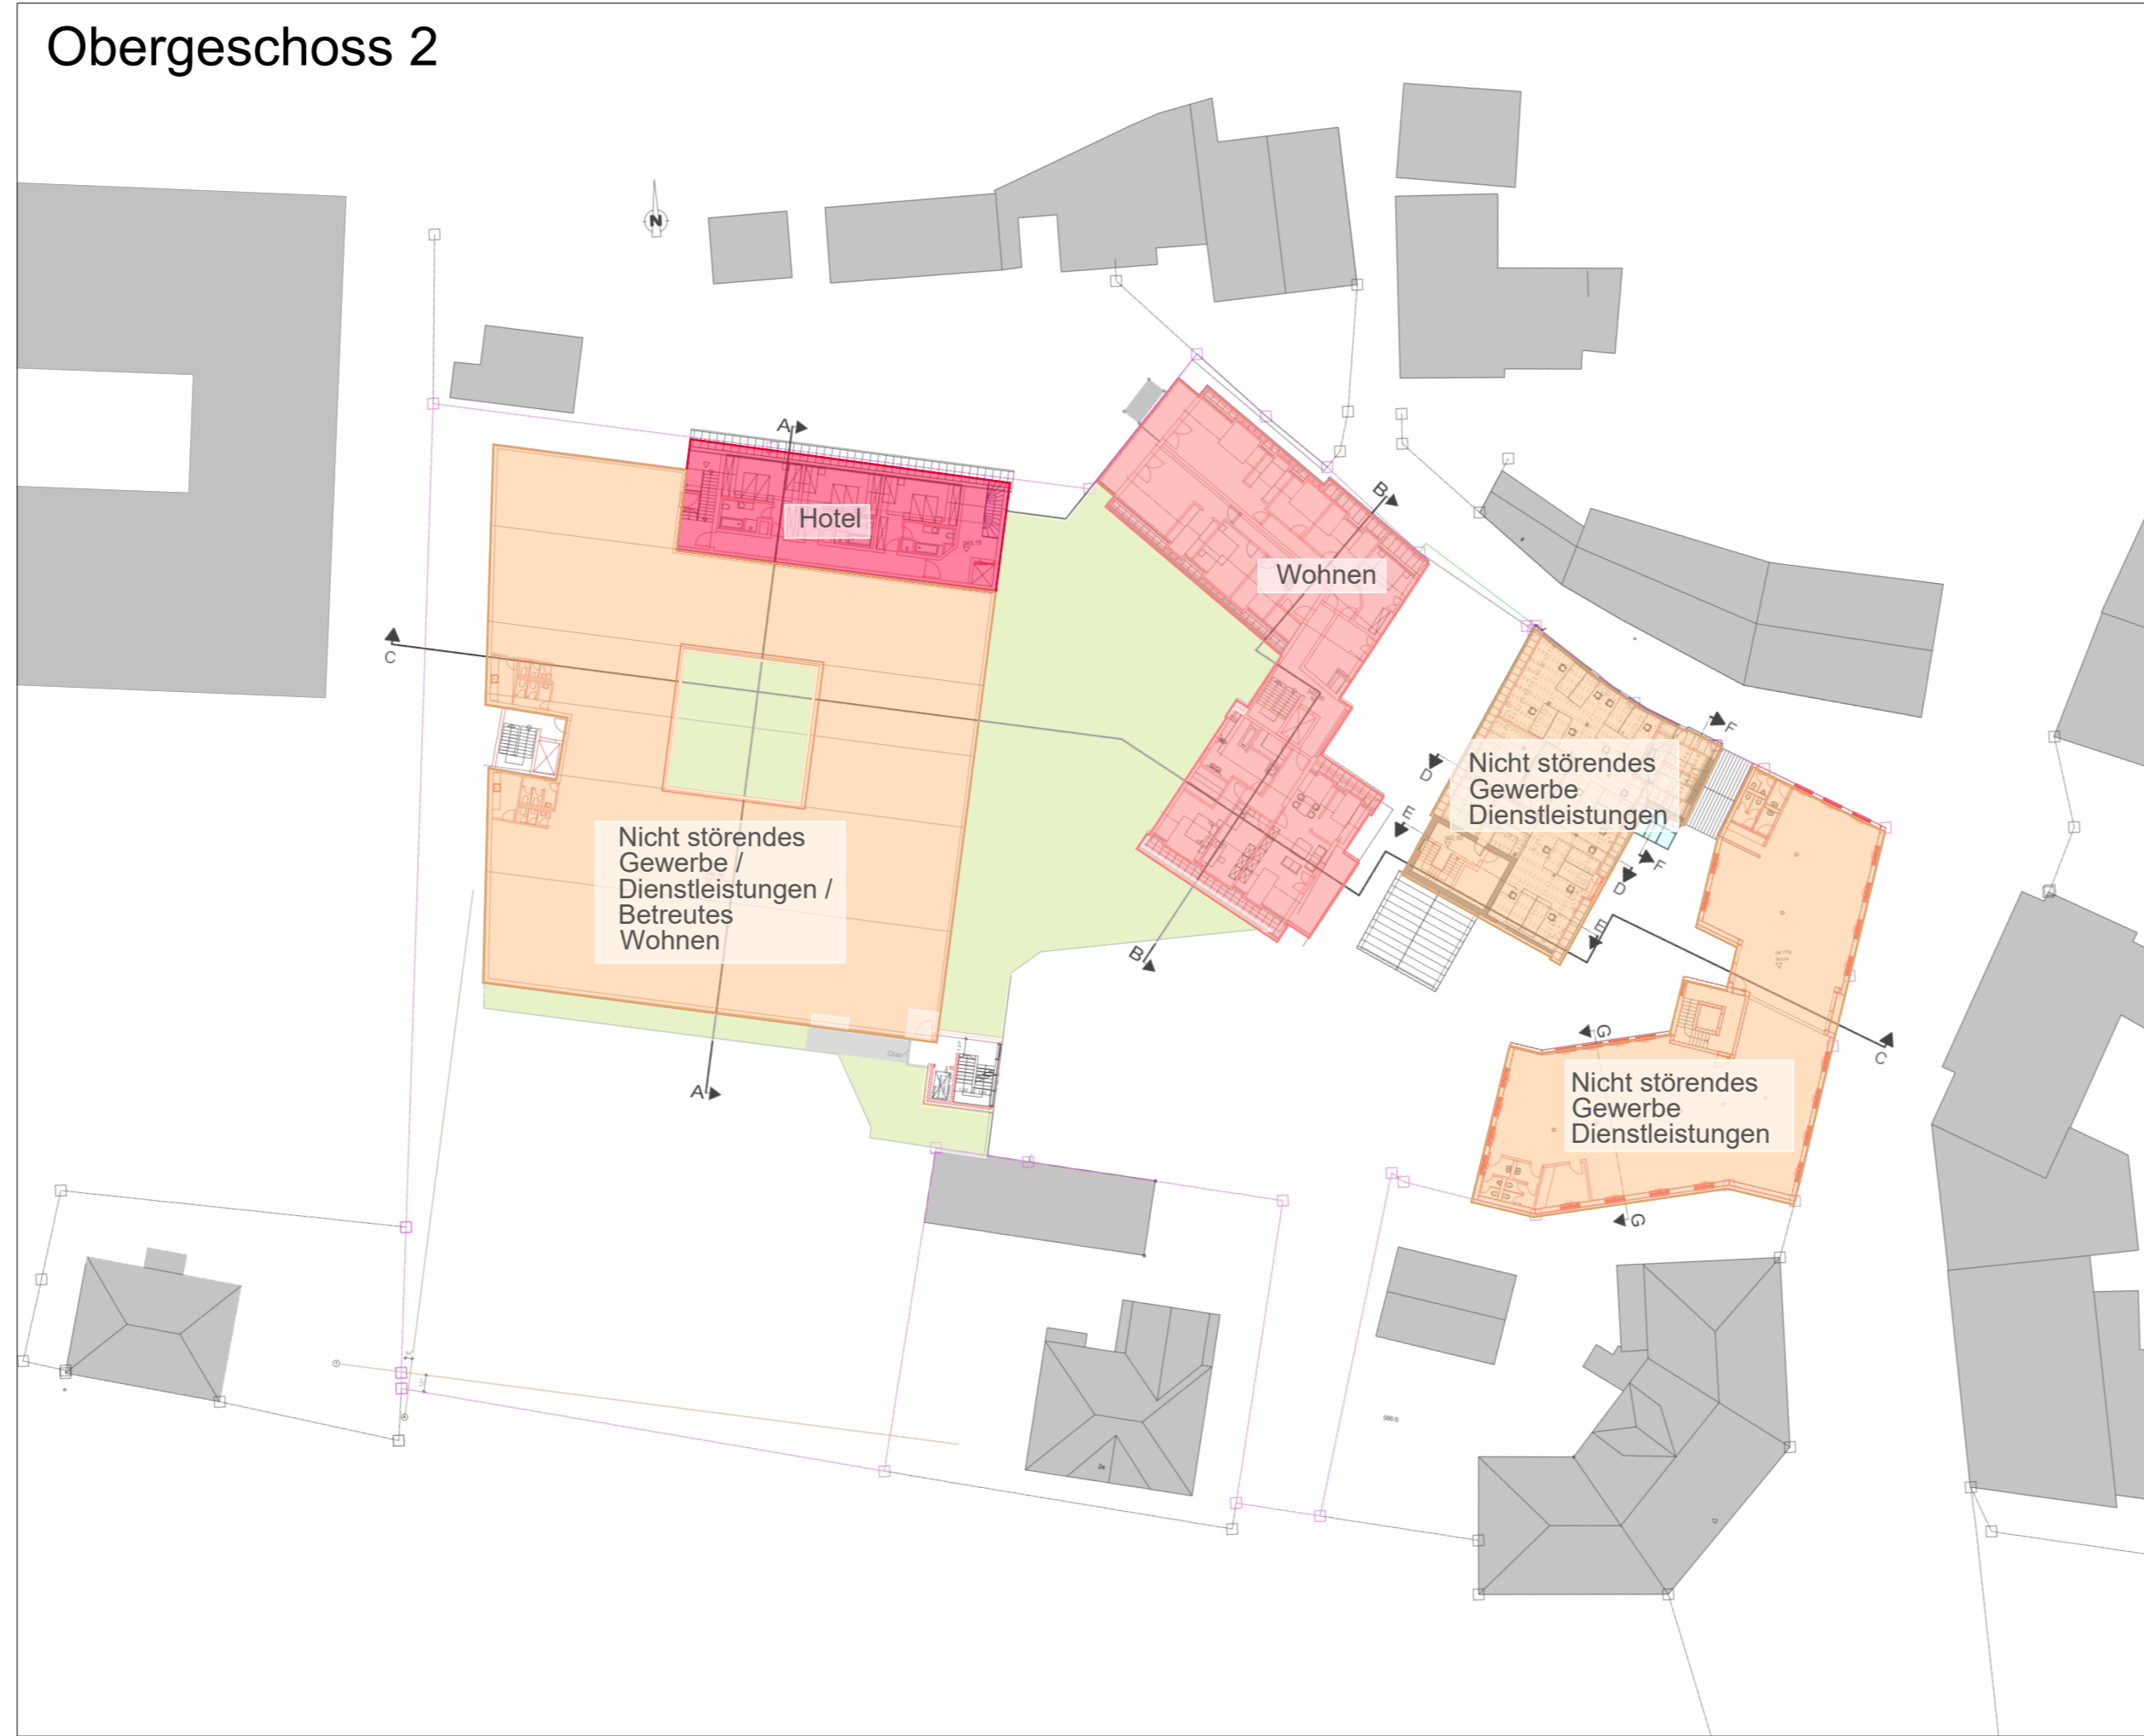 Obergeschoss 2
N
A
B
Hotel
Wohnen
C
F
D
Nicht störendes
Gewerbe
Dienstleistungen
E
Nicht störendes
Gewerbe /
Dienstleistungen /
Betreutes
Wohnen
F
D
E
B
G
C
Nicht störendes
Gewerbe
Dienstleistungen
A
G